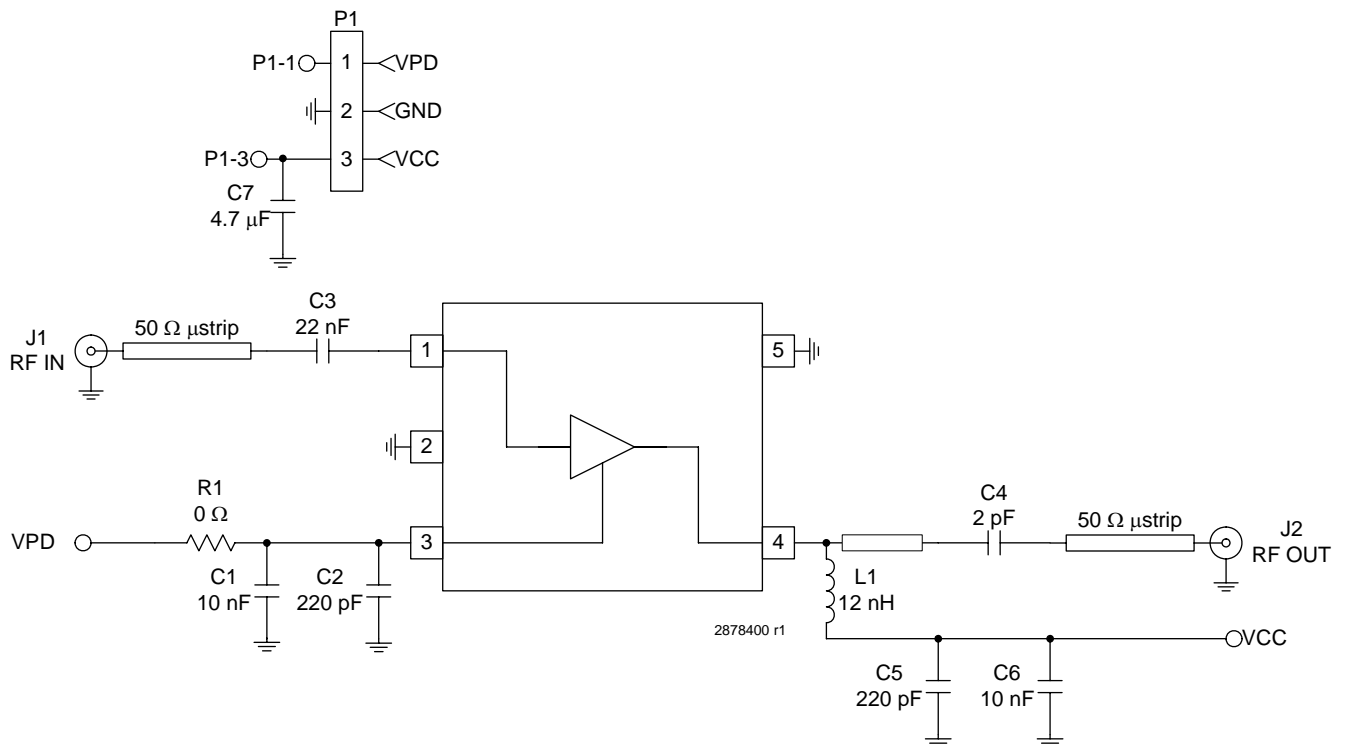 P1
P1-1
1
VPD
2
GND
P1-3
3
VCC
C7
4.7 μF
C3
22 nF
J1
RF IN
50 Ω μstrip
1
5
2
R1
0 Ω
VPD
3
C1
10 nF
C2
220 pF
4
C4
2 pF
50 Ω μstrip
J2
RF OUT
L1
12 nH
2878400 r1
VCC
C5
220 pF
C6
10 nF